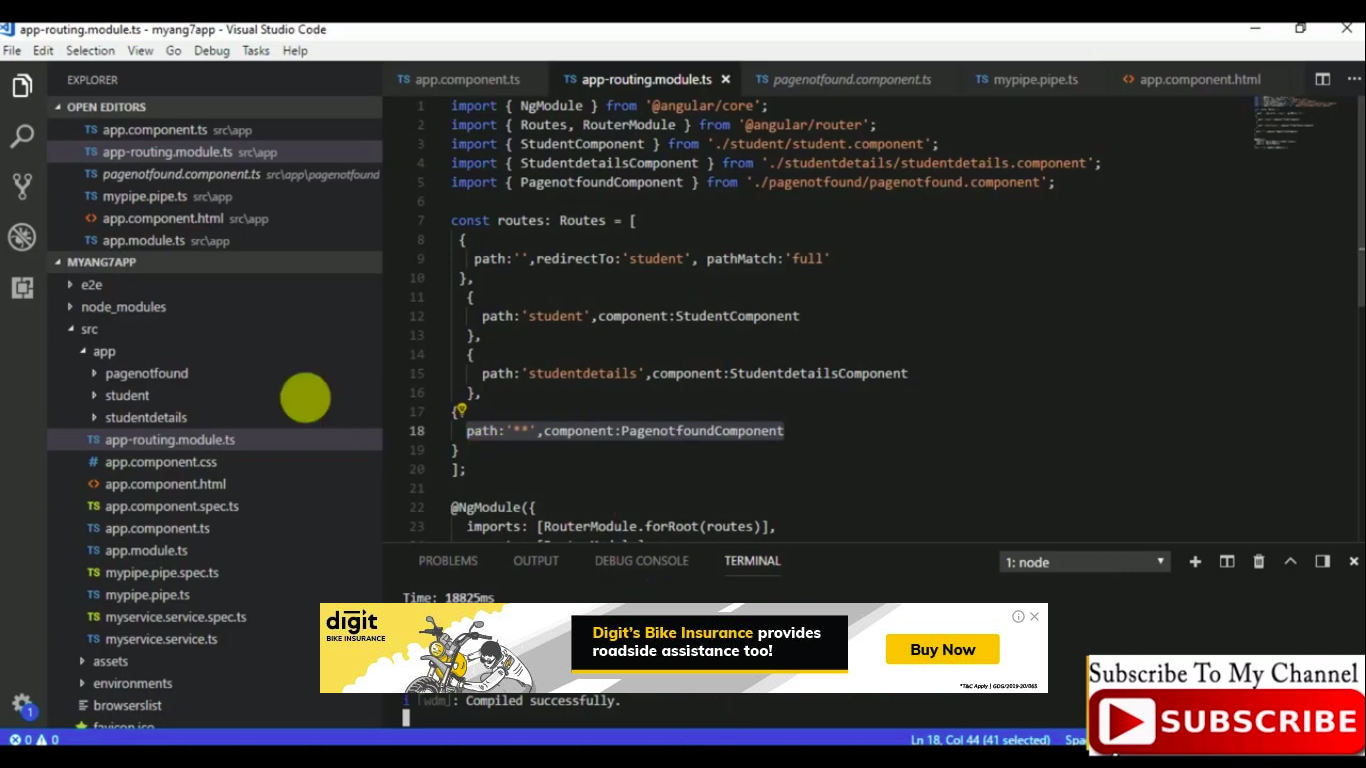 app-routing.module.ts - myang7app - Visual Studio Code
File Edit Selection View Go Debug Tasks Help
EXPLORER
OPEN EDITORS
TS app.component.ts src\app
TS app-routing.module.ts src\app
TS pagenotfound.component.ts src\app\pagenotfound
TS mypipe.pipe.ts src\app
<> app.component.html src\app
TS app.module.ts src\app
MYANG7APP
e2e
node_modules
src
app
pagenotfound
student
studentdetails
TS app-routing.module.ts
# app.component.css
<> app.component.html
TS app.component.spec.ts
TS app.component.ts
TS app.module.ts
TS mypipe.pipe.spec.ts
TS mypipe.pipe.ts
TS myservice.service.spec.ts
TS myservice.service.ts
assets
environments
browserslist
favicon.ico
1
0 0
TS app.component.ts TS app-routing.module.ts × TS pagenotfound.component.ts TS mypipe.pipe.ts <> app.component.html
1 import { NgModule } from '@angular/core';
2 import { Routes, RouterModule } from '@angular/router';
3 import { StudentComponent } from './student/student.component';
4 import { StudentdetailsComponent } from './studentdetails/studentdetails.component';
5 import { PagenotfoundComponent } from './pagenotfound/pagenotfound.component';
6
7 const routes: Routes = [
8 {
9 path:'',redirectTo:'student', pathMatch:'full'
10 },
11 {
12 path:'student',component:StudentComponent
13 },
14 {
15 path:'studentdetails',component:StudentdetailsComponent
16 },
17 {
18 path:'**',component:PagenotfoundComponent
19 }
20 ];
21
22 @NgModule({
23 imports: [RouterModule.forRoot(routes)],
PROBLEMS OUTPUT DEBUG CONSOLE TERMINAL 1: node
Time: 18825ms
digit
BIKE INSURANCE
Digit's Bike Insurance provides
roadside assistance too!
Buy Now
*T&C Apply | GDG/2019-20/065
i [wdm]: Compiled successfully.
Ln 18, Col 44 (41 selected)
Subscribe To My Channel
SUBSCRIBE